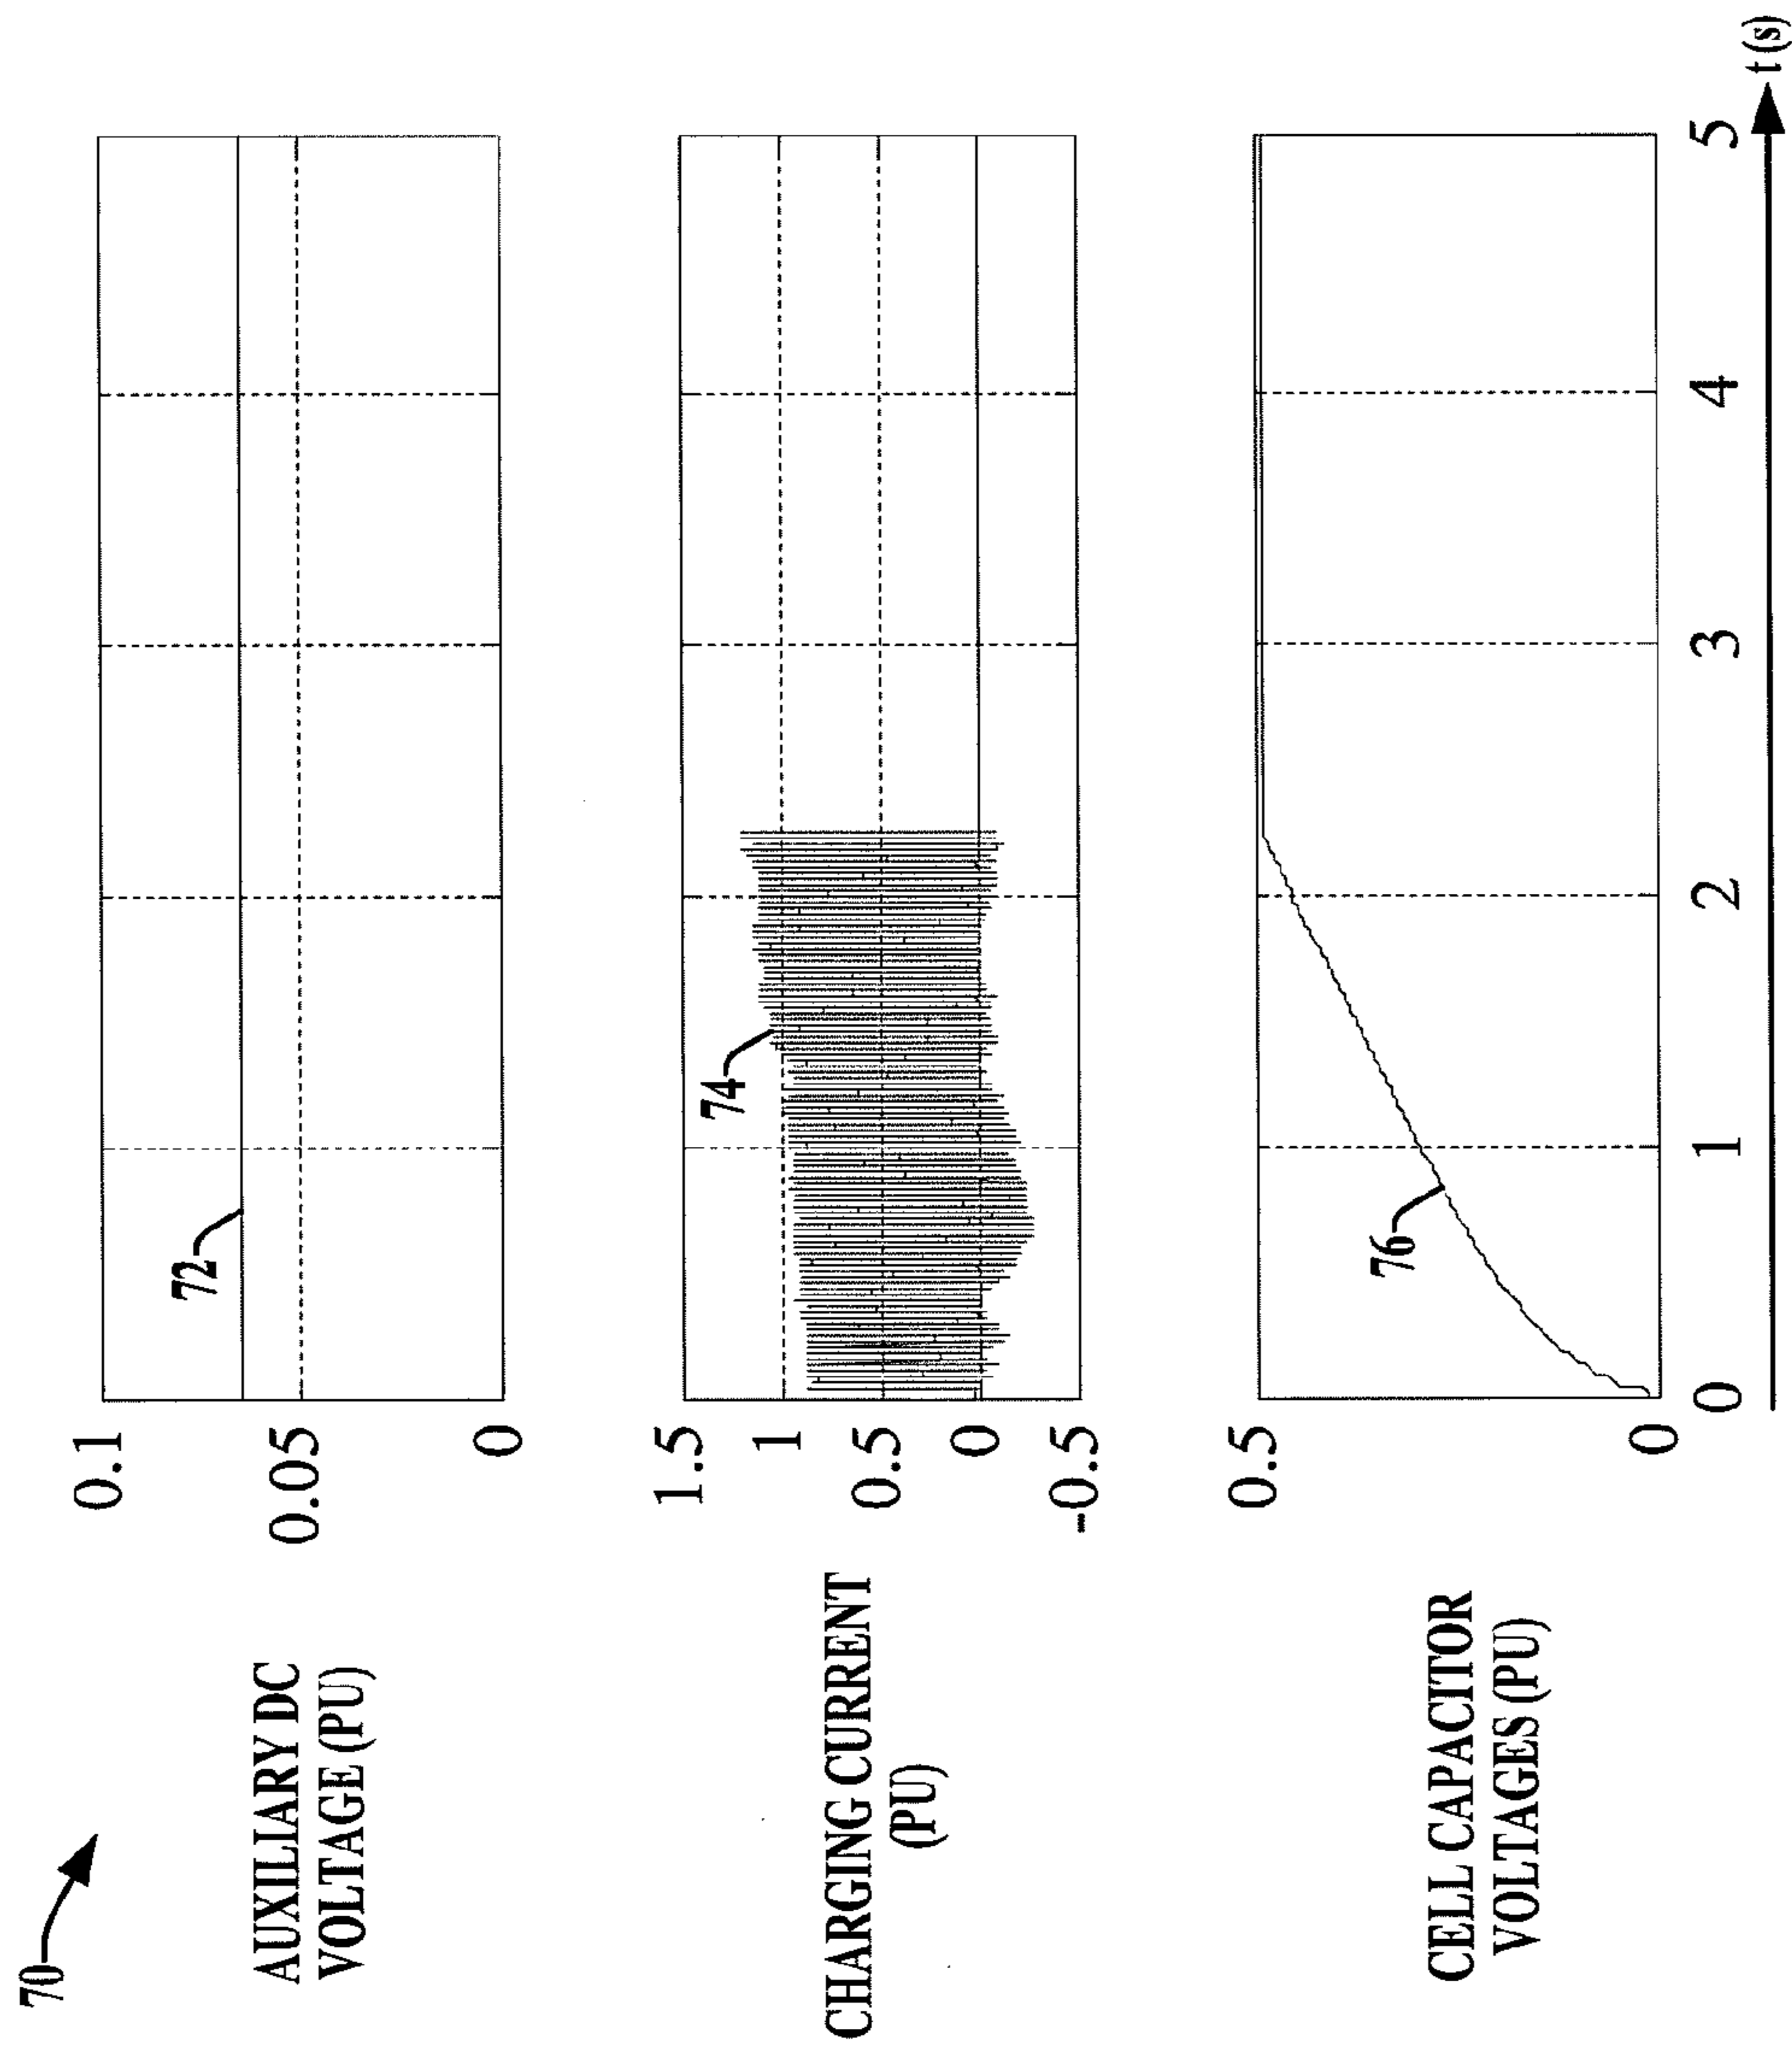 70
AUXILIARY DC
VOLTAGE (PU)
0.1
0.05
0
72
CHARGING CURRENT
(PU)
1.5
1
0.5
0
-0.5
74
CELL CAPACITOR
VOLTAGES (PU)
0.5
0
76
0 1 2 3 4 5
t (s)